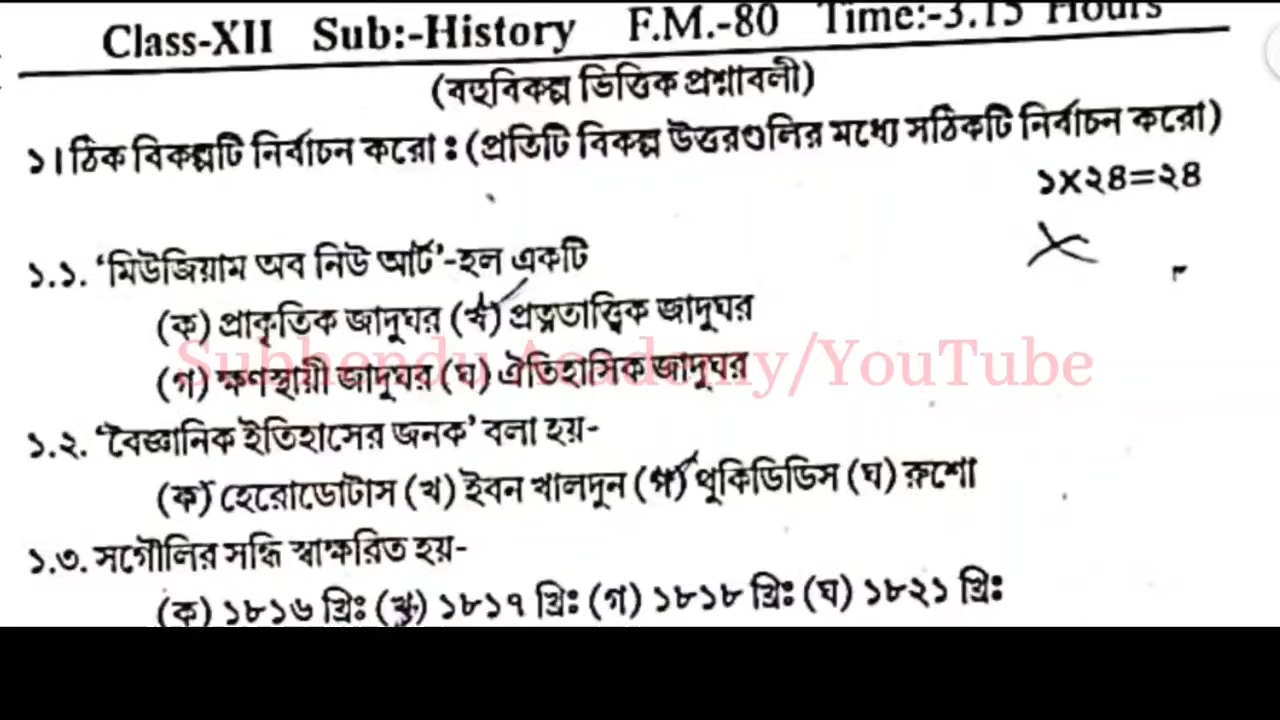 Class-XII Sub:-History F.M.-80 Time:-3.15 Hours
(বহুবিকল্প ভিত্তিক প্রশ্নাবলী)
১। ঠিক বিকল্পটি নির্বাচন করো : (প্রতিটি বিকল্প উত্তরগুলির মধ্যে সঠিকটি নির্বাচন করো)
১×২৪=২৪
১.১. ‘মিউজিয়াম অব নিউ আর্ট’-হল একটি
(ক) প্রাকৃতিক জাদুঘর (খ) প্রত্নতাত্ত্বিক জাদুঘর
Subhendu Academy/YouTube
(গ) ক্ষণস্থায়ী জাদুঘর (ঘ) ঐতিহাসিক জাদুঘর
১.২. ‘বৈজ্ঞানিক ইতিহাসের জনক’ বলা হয়-
(ক) হেরোডোটাস (খ) ইবন খালদুন (গ) থুকিডিডিস (ঘ) রুশো
১.৩. সগৌলির সন্ধি স্বাক্ষরিত হয়-
(ক) ১৮১৬ খ্রিঃ (খ) ১৮১৭ খ্রিঃ (গ) ১৮১৮ খ্রিঃ (ঘ) ১৮২১ খ্রিঃ